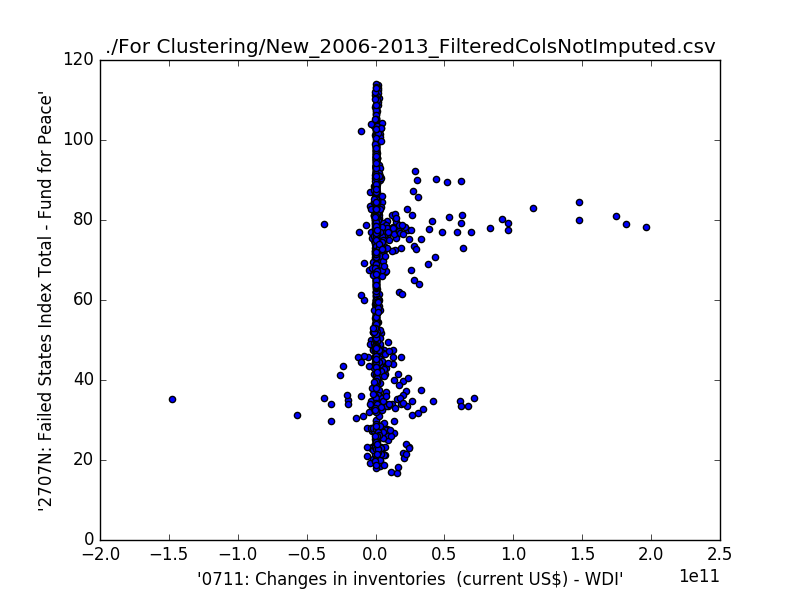 ./For Clustering/New_2006-2013_FilteredColsNotImputed.csv
120
100
80
60
40
20
0
'2707N: Failed States Index Total - Fund for Peace'
−2.0 −1.5 −1.0 −0.5 0.0 0.5 1.0 1.5 2.0 2.5
1e11
'0711: Changes in inventories  (current US$) - WDI'